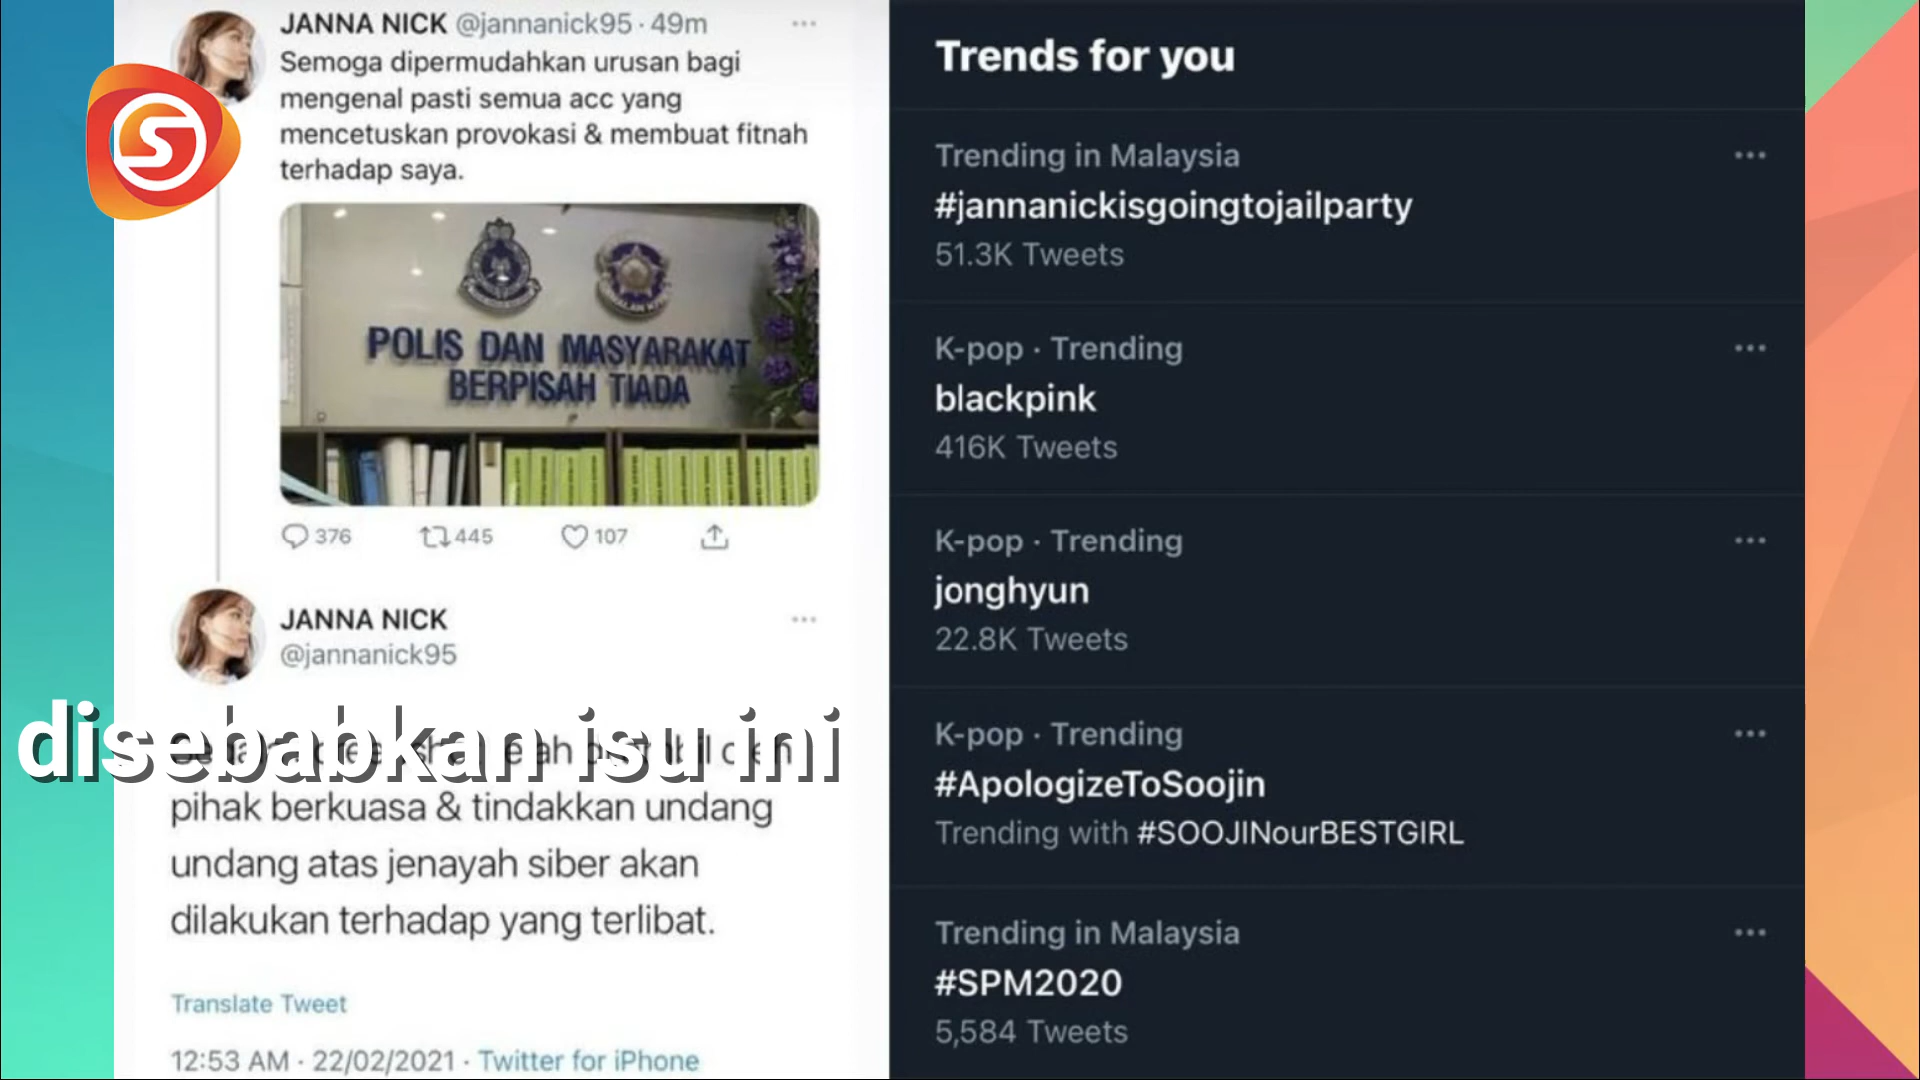 JANNA NICK @jannanick95 · 49m
Semoga dipermudahkan urusan bagi
mengenal pasti semua acc yang
mencetuskan provokasi & membuat fitnah
terhadap saya.
POLIS DAN MASYARAKAT
BERPISAH TIADA
376 445 107
JANNA NICK
@jannanick95
disebabkan isu ini
pihak berkuasa & tindakkan undang
undang atas jenayah siber akan
dilakukan terhadap yang terlibat.
Translate Tweet
12:53 AM · 22/02/2021 · Twitter for iPhone
Trends for you
Trending in Malaysia
#jannanickisgoingtojailparty
51.3K Tweets
K-pop · Trending
blackpink
416K Tweets
K-pop · Trending
jonghyun
22.8K Tweets
K-pop · Trending
#ApologizeToSoojin
Trending with #SOOJINourBESTGIRL
Trending in Malaysia
#SPM2020
5,584 Tweets